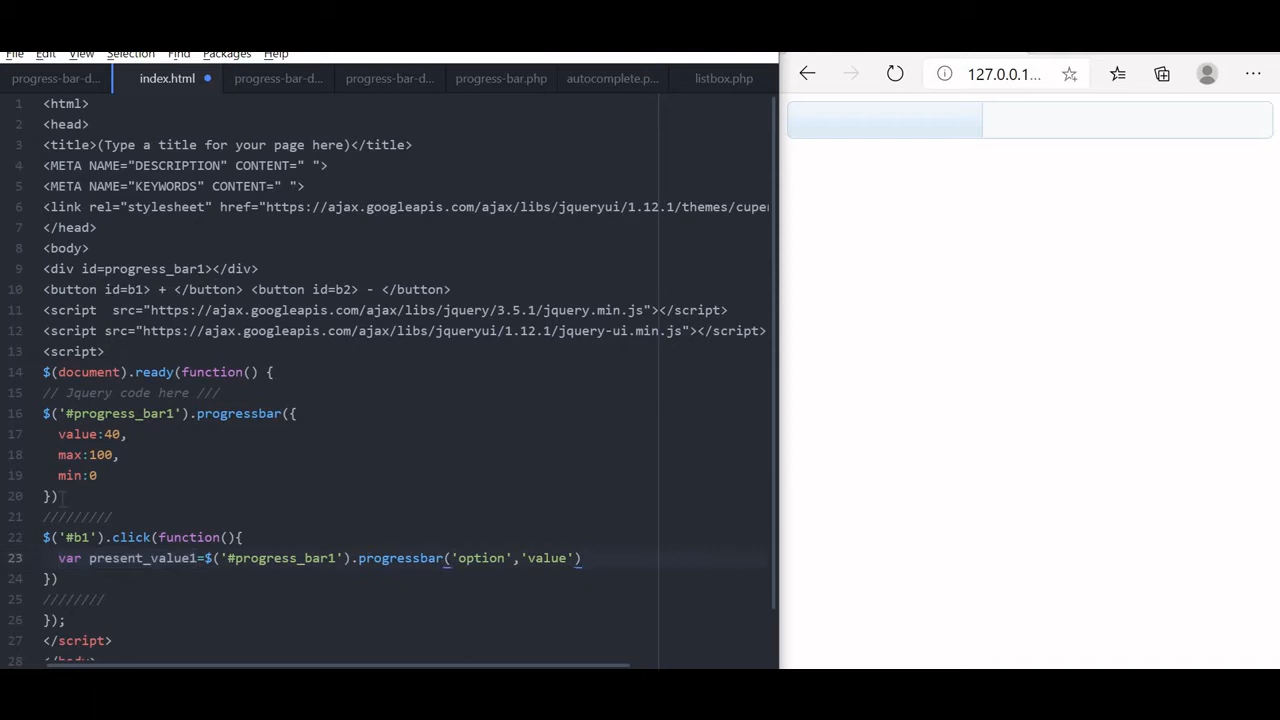 File Edit View Selection Find Packages Help
progress-bar-d... index.html progress-bar-d... progress-bar-d... progress-bar.php autocomplete.p... listbox.php
127.0.0.1...
1 <html>
2 <head>
3 <title>(Type a title for your page here)</title>
4 <META NAME="DESCRIPTION" CONTENT=" ">
5 <META NAME="KEYWORDS" CONTENT=" ">
6 <link rel="stylesheet" href="https://ajax.googleapis.com/ajax/libs/jqueryui/1.12.1/themes/cuper
7 </head>
8 <body>
9 <div id=progress_bar1></div>
10 <button id=b1> + </button> <button id=b2> - </button>
11 <script  src="https://ajax.googleapis.com/ajax/libs/jquery/3.5.1/jquery.min.js"></script>
12 <script src="https://ajax.googleapis.com/ajax/libs/jqueryui/1.12.1/jquery-ui.min.js"></script>
13 <script>
14 $(document).ready(function() {
15 // Jquery code here ///
16 $('#progress_bar1').progressbar({
17   value:40,
18   max:100,
19   min:0
20 })
21 /////////
22 $('#b1').click(function(){
23   var present_value1=$('#progress_bar1').progressbar('option','value')
24 })
25 ////////
26 });
27 </script>
28 </body>